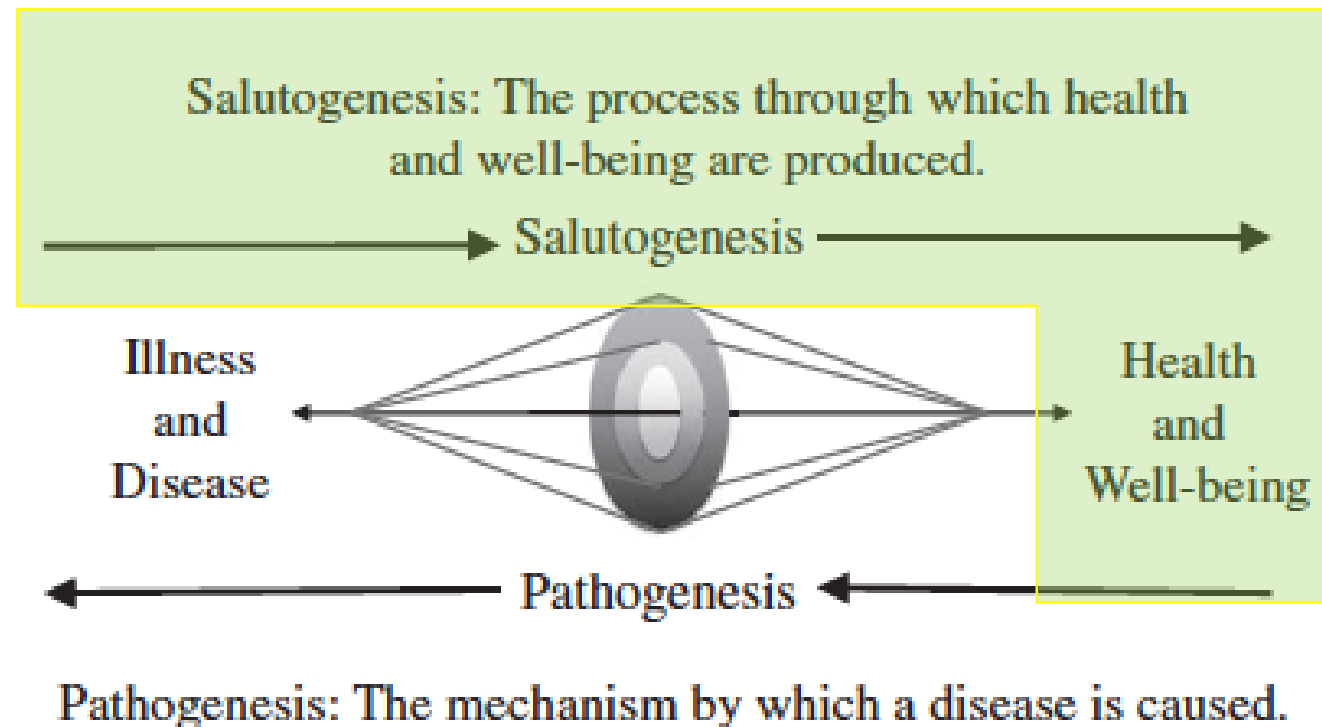 Salutogenesis: The process through which health
and well-being are produced.
Salutogenesis
Illness
and
Disease
Health
and
Well-being
Pathogenesis
Pathogenesis: The mechanism by which a disease is caused.